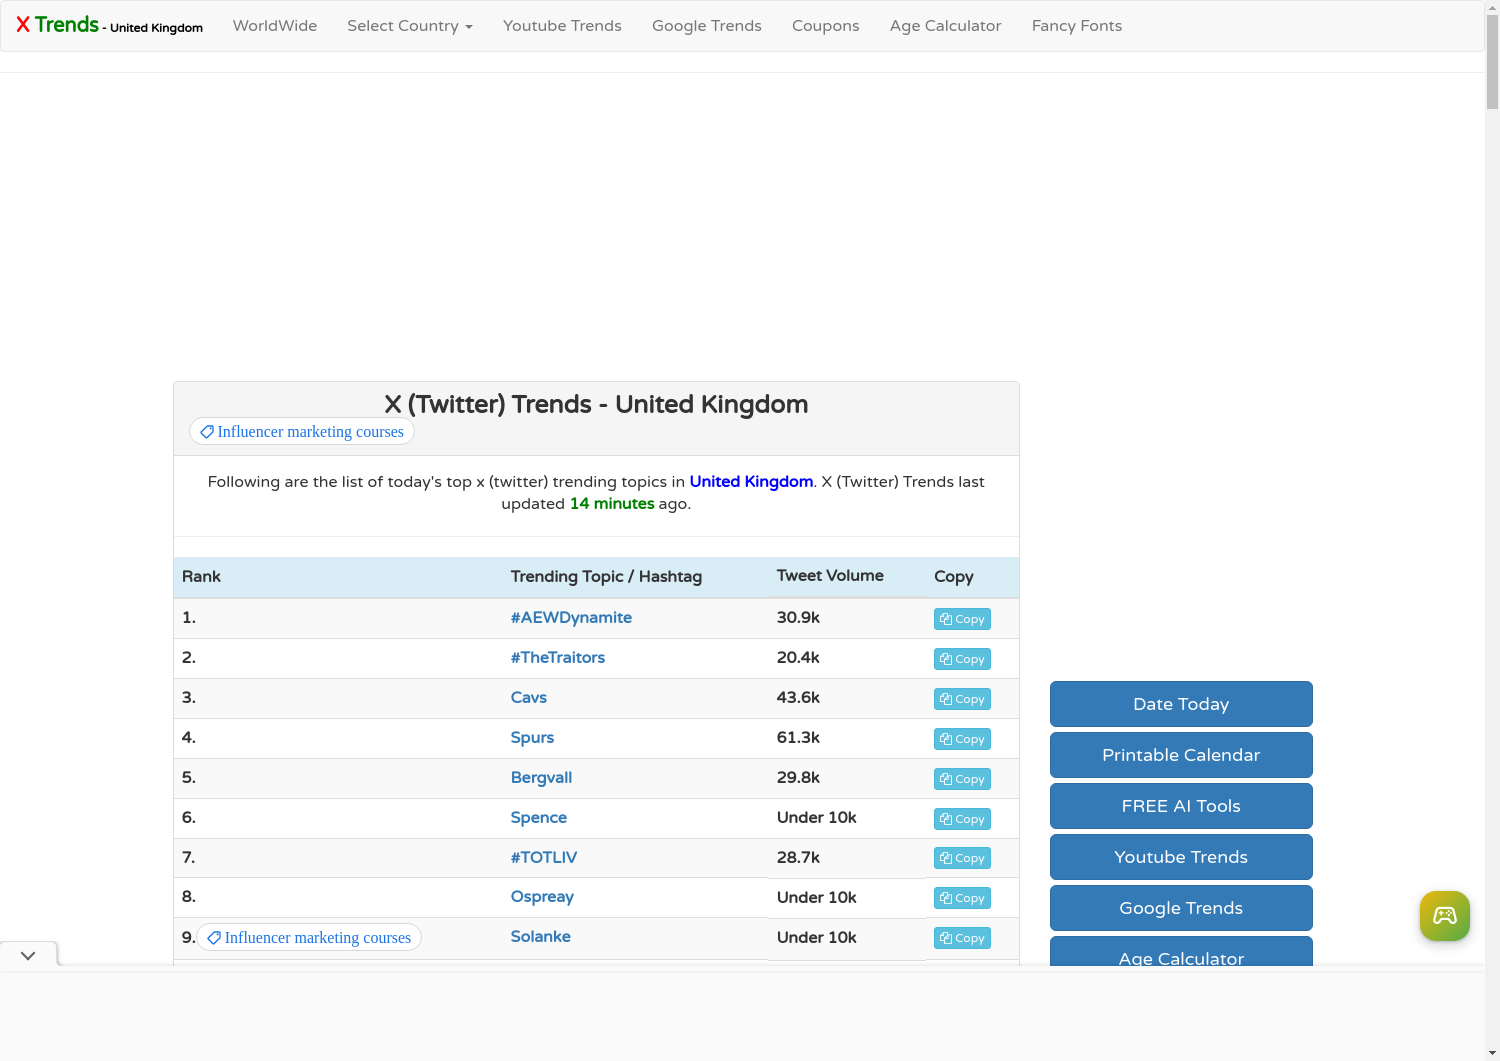 X Trends - United Kingdom WorldWide Select Country Youtube Trends Google Trends Coupons Age Calculator Fancy Fonts
X (Twitter) Trends - United Kingdom
Influencer marketing courses
Following are the list of today's top x (twitter) trending topics in United Kingdom. X (Twitter) Trends last
updated 14 minutes ago.
Rank Trending Topic / Hashtag Tweet Volume Copy
1. #AEWDynamite 30.9k Copy
2. #TheTraitors 20.4k Copy
3. Cavs 43.6k Copy
4. Spurs 61.3k Copy
5. Bergvall 29.8k Copy
6. Spence Under 10k Copy
7. #TOTLIV 28.7k Copy
8. Ospreay Under 10k Copy
9. Influencer marketing courses Solanke Under 10k Copy
Date Today
Printable Calendar
FREE AI Tools
Youtube Trends
Google Trends
Age Calculator